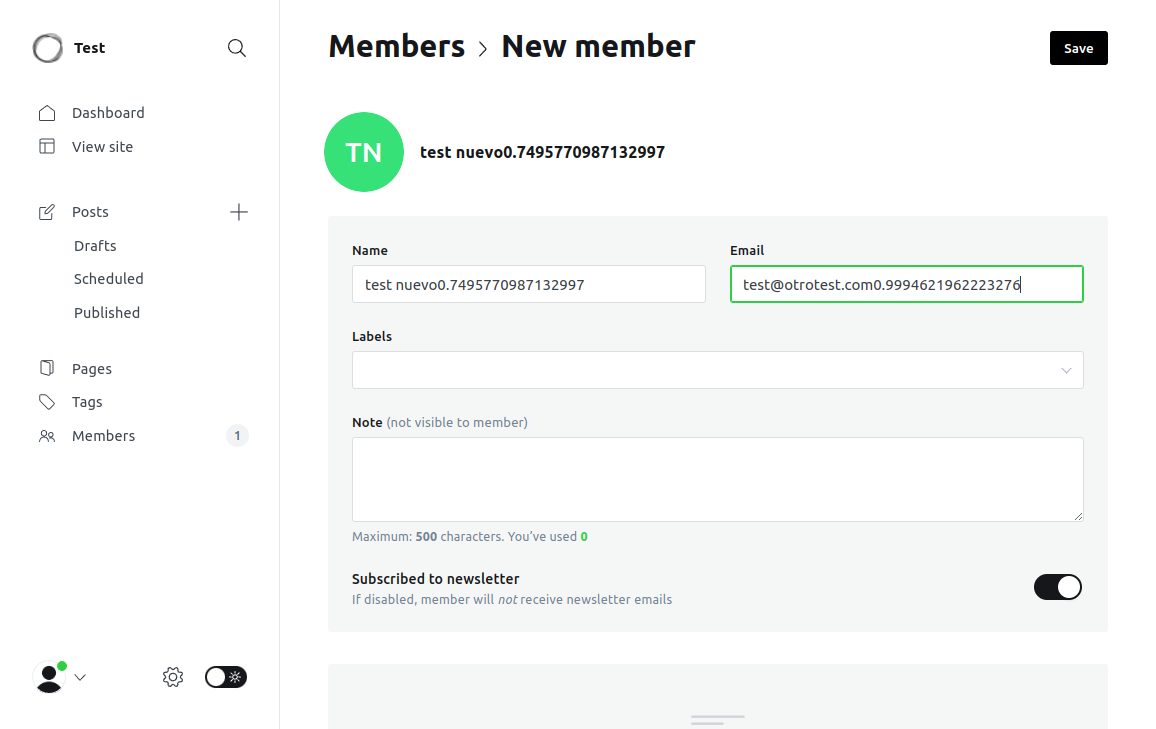 Test
Dashboard
View site
Posts
Drafts
Scheduled
Published
Pages
Tags
Members 1
Members > New member
Save
TN
test nuevo0.7495770987132997
Name
test nuevo0.7495770987132997
Email
test@otrotest.com0.9994621962223276
Labels
Note (not visible to member)
Maximum: 500 characters. You've used 0
Subscribed to newsletter
If disabled, member will not receive newsletter emails